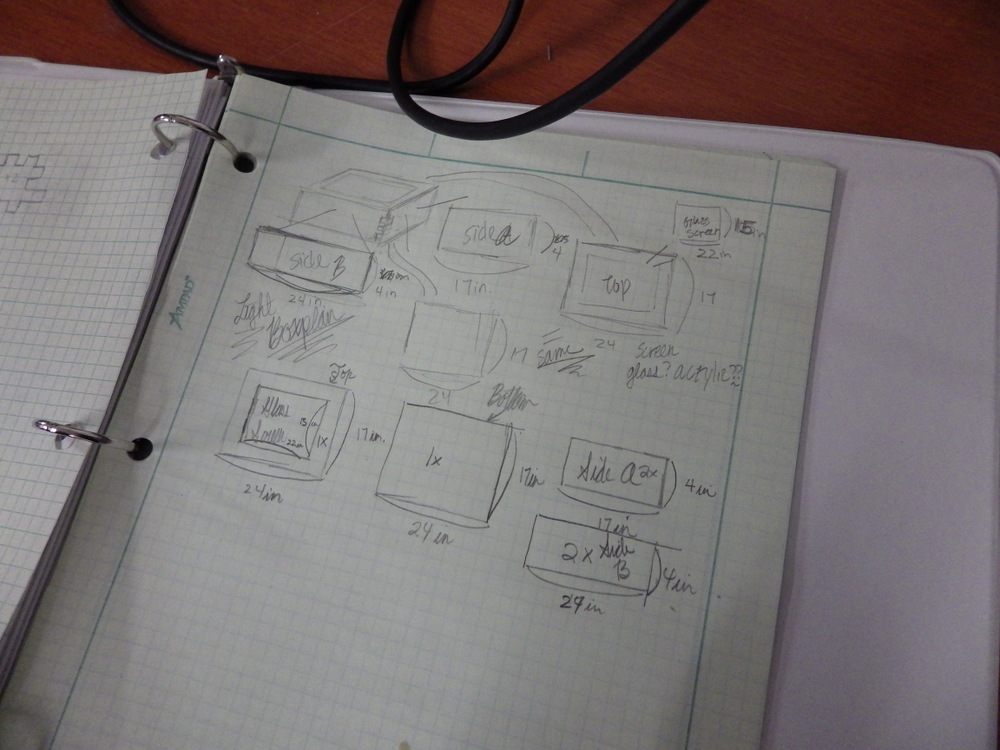 side a
4
17in.
Glass
Screen
15in
22in
side B
4in
24in
Top
17
24
Light
Boxplan
17
same
24
Screen
glass? acrylic??
AMPAD
Top
Glass
Screen
15in
22in
1x
17in.
24in
Bottom
1x
17in
24in
Side a 2x
4in
17in
2x Side
B
4in
24in